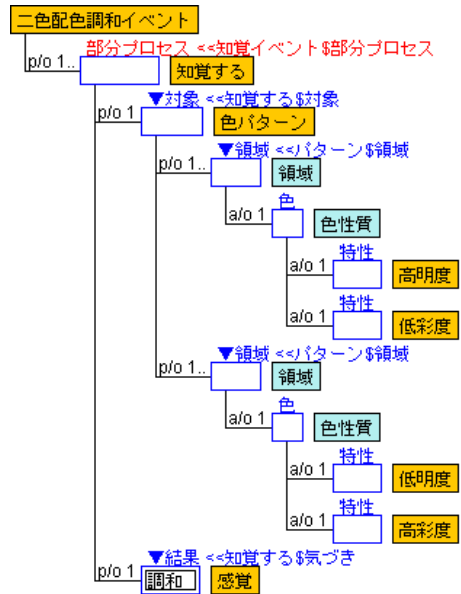 二色配色調和イベント
部分プロセス <<知覚イベント$部分プロセス
p/o 1.. 知覚する
▼対象 <<知覚する$対象
p/o 1 色パターン
▼領域 <<パターン$領域
p/o 1.. 領域
色
a/o 1 色性質
特性
a/o 1 高明度
特性
a/o 1 低彩度
▼領域 <<パターン$領域
p/o 1.. 領域
色
a/o 1 色性質
特性
a/o 1 低明度
特性
a/o 1 高彩度
▼結果 <<知覚する$気づき
p/o 1 調和 感覚